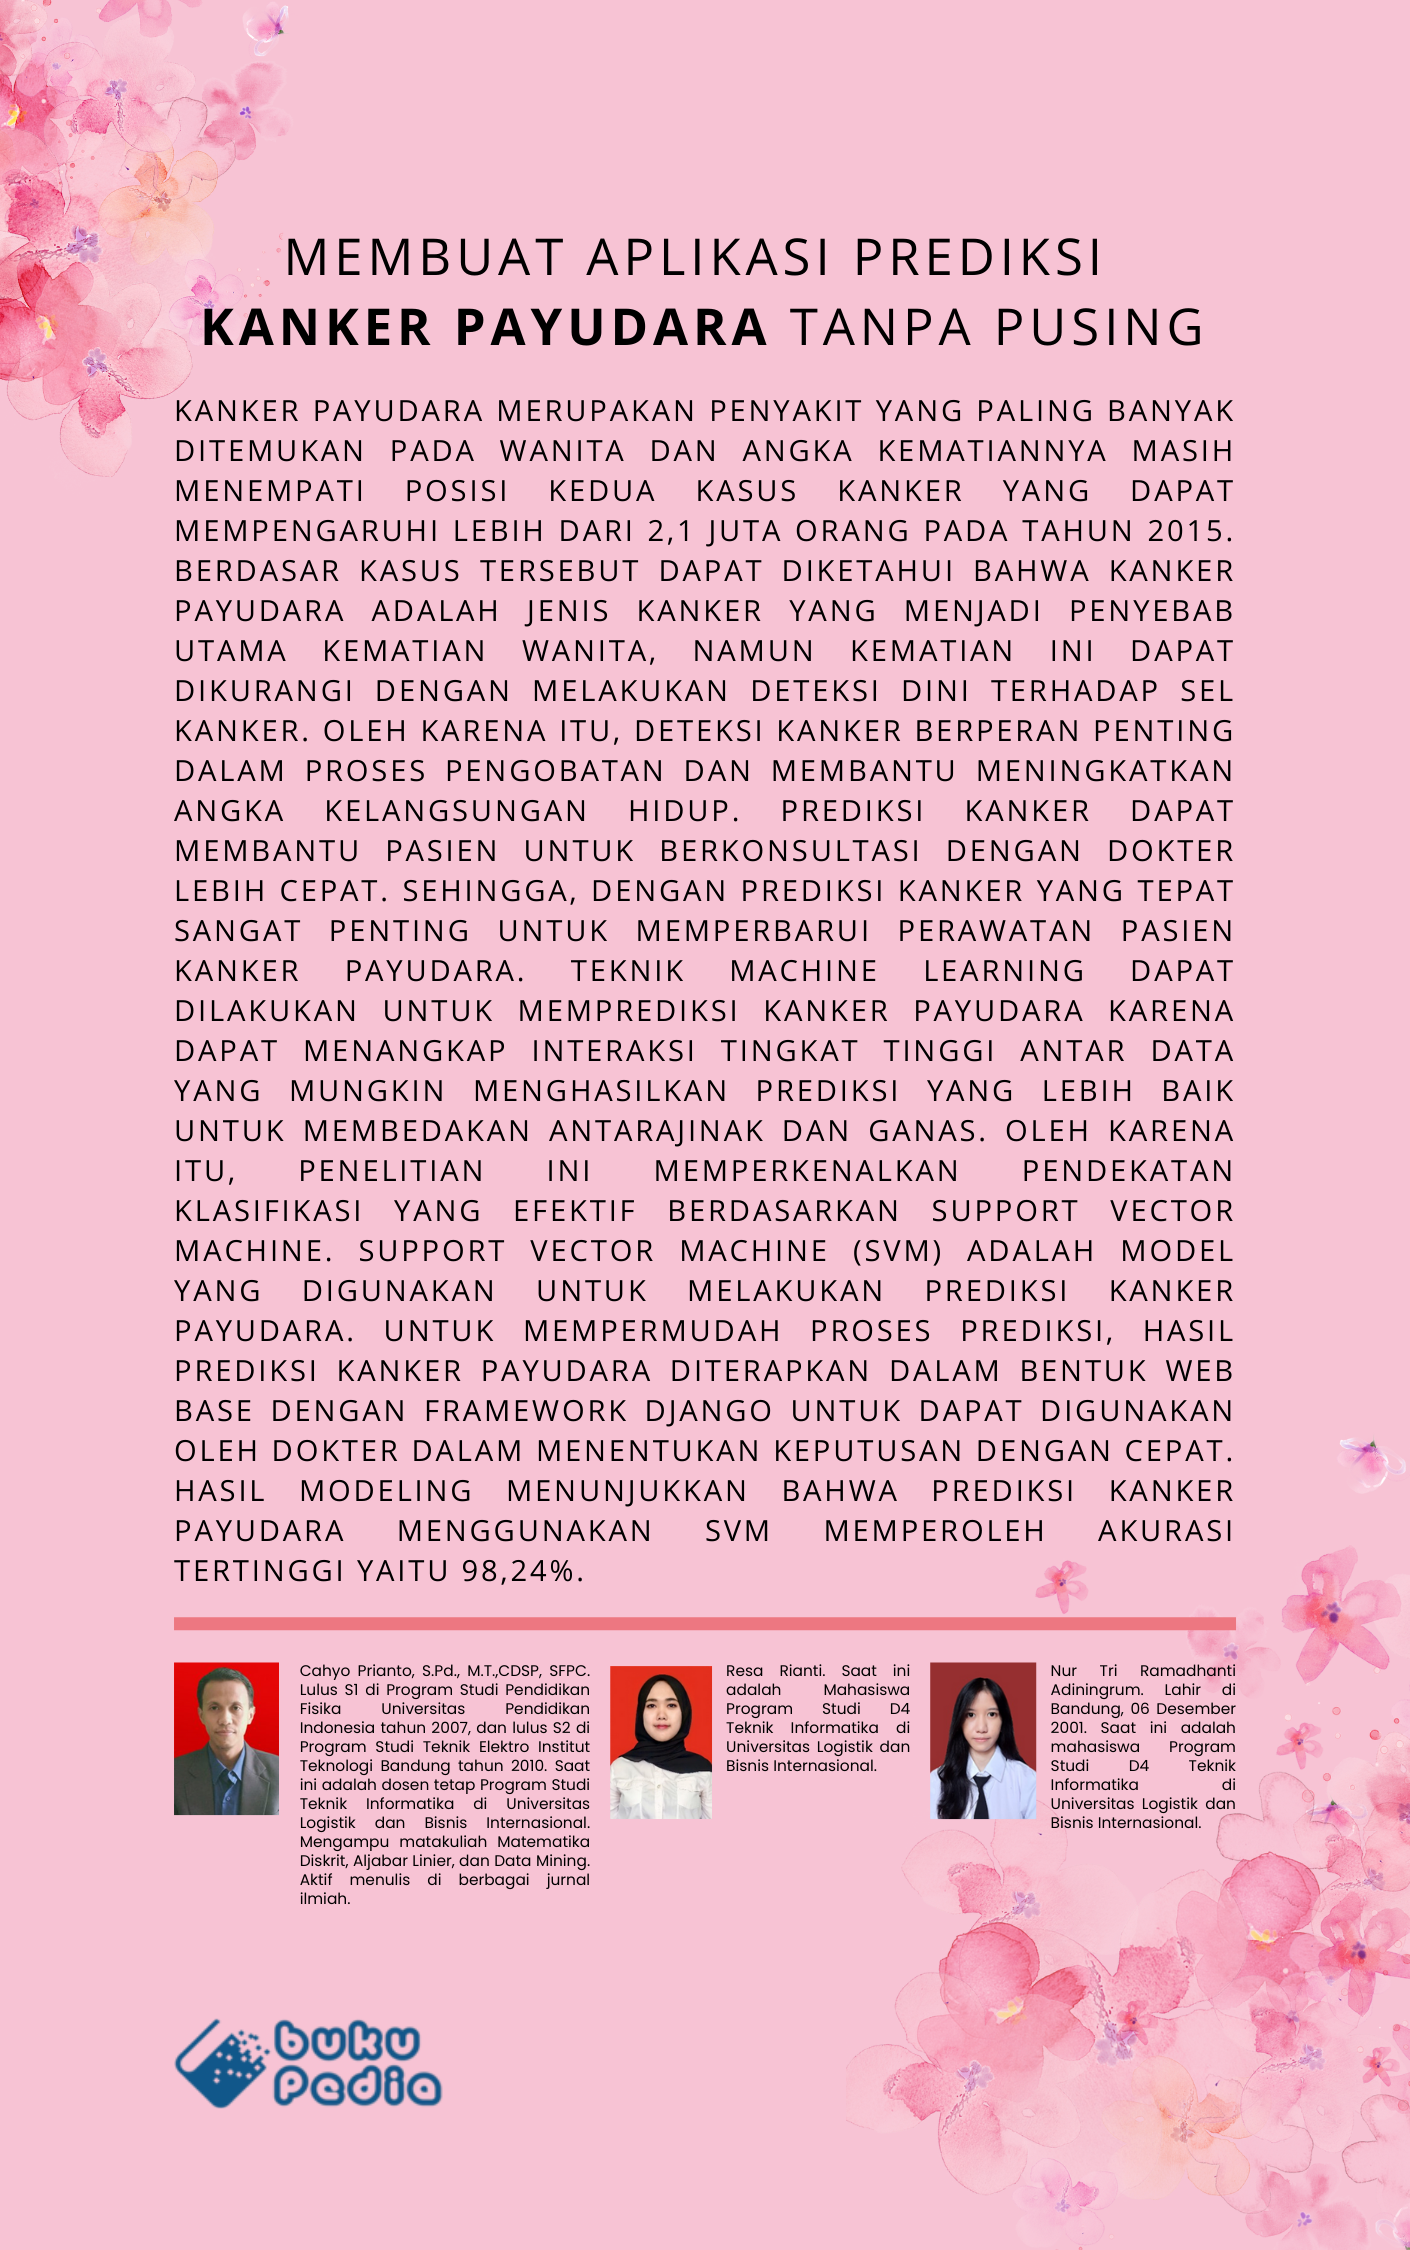 MEMBUAT APLIKASI PREDIKSI
KANKER PAYUDARA TANPA PUSING
KANKER PAYUDARA MERUPAKAN PENYAKIT YANG PALING BANYAK
DITEMUKAN PADA WANITA DAN ANGKA KEMATIANNYA MASIH
MENEMPATI POSISI KEDUA KASUS KANKER YANG DAPAT
MEMPENGARUHI LEBIH DARI 2,1 JUTA ORANG PADA TAHUN 2015.
BERDASAR KASUS TERSEBUT DAPAT DIKETAHUI BAHWA KANKER
PAYUDARA ADALAH JENIS KANKER YANG MENJADI PENYEBAB
UTAMA KEMATIAN WANITA, NAMUN KEMATIAN INI DAPAT
DIKURANGI DENGAN MELAKUKAN DETEKSI DINI TERHADAP SEL
KANKER. OLEH KARENA ITU, DETEKSI KANKER BERPERAN PENTING
DALAM PROSES PENGOBATAN DAN MEMBANTU MENINGKATKAN
ANGKA KELANGSUNGAN HIDUP. PREDIKSI KANKER DAPAT
MEMBANTU PASIEN UNTUK BERKONSULTASI DENGAN DOKTER
LEBIH CEPAT. SEHINGGA, DENGAN PREDIKSI KANKER YANG TEPAT
SANGAT PENTING UNTUK MEMPERBARUI PERAWATAN PASIEN
KANKER PAYUDARA. TEKNIK MACHINE LEARNING DAPAT
DILAKUKAN UNTUK MEMPREDIKSI KANKER PAYUDARA KARENA
DAPAT MENANGKAP INTERAKSI TINGKAT TINGGI ANTAR DATA
YANG MUNGKIN MENGHASILKAN PREDIKSI YANG LEBIH BAIK
UNTUK MEMBEDAKAN ANTARAJINAK DAN GANAS. OLEH KARENA
ITU, PENELITIAN INI MEMPERKENALKAN PENDEKATAN
KLASIFIKASI YANG EFEKTIF BERDASARKAN SUPPORT VECTOR
MACHINE. SUPPORT VECTOR MACHINE (SVM) ADALAH MODEL
YANG DIGUNAKAN UNTUK MELAKUKAN PREDIKSI KANKER
PAYUDARA. UNTUK MEMPERMUDAH PROSES PREDIKSI, HASIL
PREDIKSI KANKER PAYUDARA DITERAPKAN DALAM BENTUK WEB
BASE DENGAN FRAMEWORK DJANGO UNTUK DAPAT DIGUNAKAN
OLEH DOKTER DALAM MENENTUKAN KEPUTUSAN DENGAN CEPAT.
HASIL MODELING MENUNJUKKAN BAHWA PREDIKSI KANKER
PAYUDARA MENGGUNAKAN SVM MEMPEROLEH AKURASI
TERTINGGI YAITU 98,24%.
Cahyo Prianto, S.Pd., M.T.,CDSP, SFPC.
Lulus S1 di Program Studi Pendidikan
Fisika Universitas Pendidikan
Indonesia tahun 2007, dan lulus S2 di
Program Studi Teknik Elektro Institut
Teknologi Bandung tahun 2010. Saat
ini adalah dosen tetap Program Studi
Teknik Informatika di Universitas
Logistik dan Bisnis Internasional.
Mengampu matakuliah Matematika
Diskrit, Aljabar Linier, dan Data Mining.
Aktif menulis di berbagai jurnal
ilmiah.
Resa Rianti. Saat ini
adalah Mahasiswa
Program Studi D4
Teknik Informatika di
Universitas Logistik dan
Bisnis Internasional.
Nur Tri Ramadhanti
Adiningrum. Lahir di
Bandung, 06 Desember
2001. Saat ini adalah
mahasiswa Program
Studi D4 Teknik
Informatika di
Universitas Logistik dan
Bisnis Internasional.
buku
Pedia